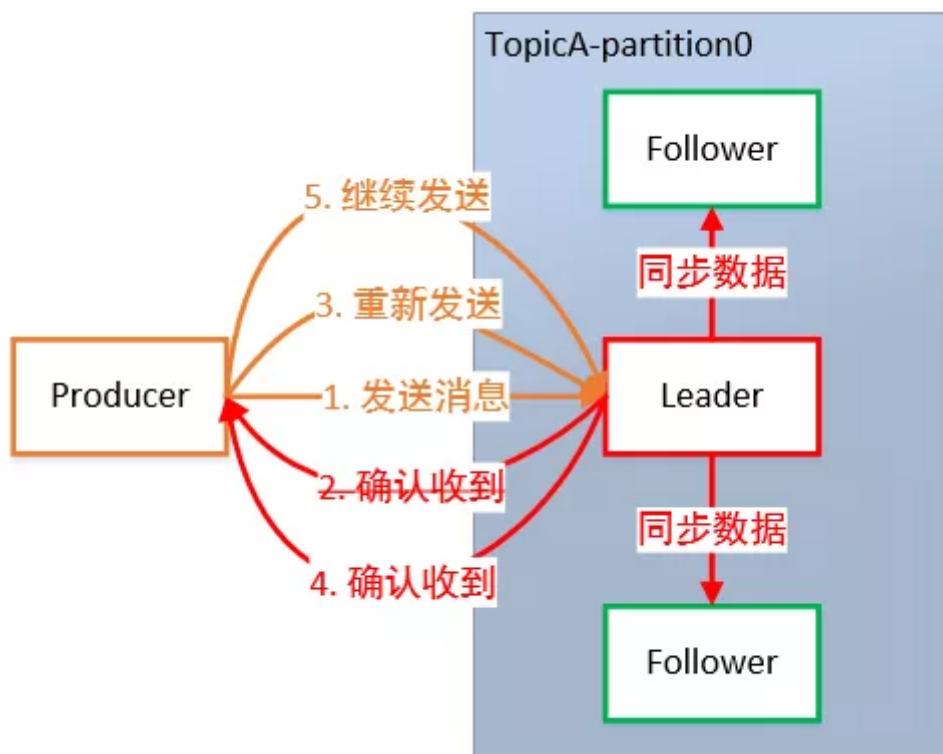 TopicA-partition0
Follower
5. 继续发送
同步数据
3. 重新发送
Producer
1. 发送消息
Leader
2. 确认收到
同步数据
4. 确认收到
Follower